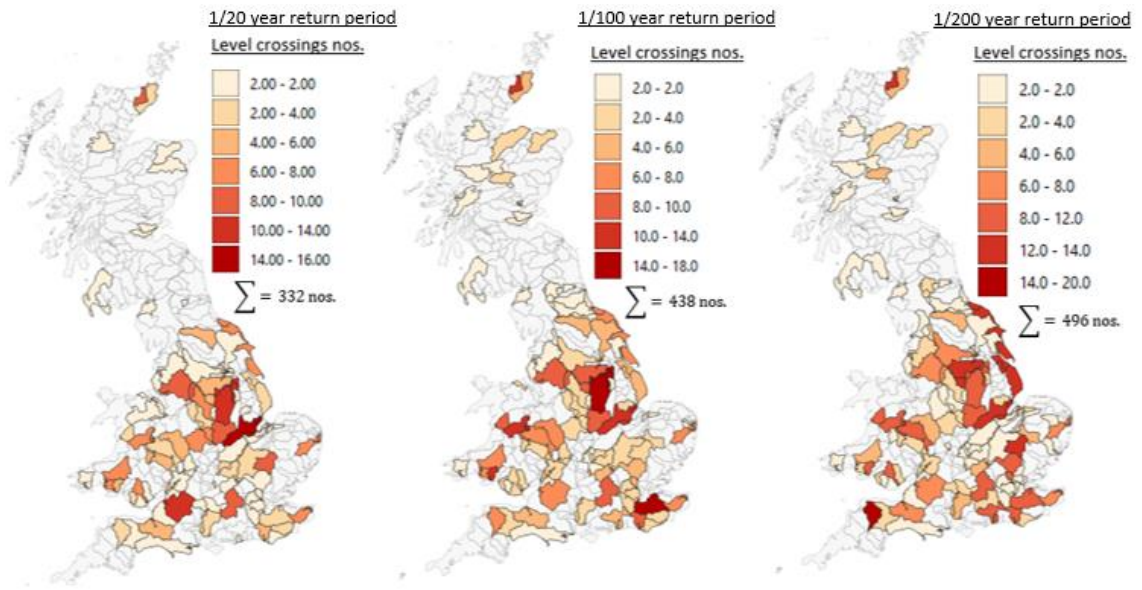 1/20 year return period
Level crossings nos.
2.00 - 2.00
2.00 - 4.00
4.00 - 6.00
6.00 - 8.00
8.00 - 10.00
10.00 - 14.00
14.00 - 16.00
∑ = 332 nos.
1/100 year return period
Level crossings nos.
2.0 - 2.0
2.0 - 4.0
4.0 - 6.0
6.0 - 8.0
8.0 - 10.0
10.0 - 14.0
14.0 - 18.0
∑ = 438 nos.
1/200 year return period
Level crossings nos.
2.0 - 2.0
2.0 - 4.0
4.0 - 6.0
6.0 - 8.0
8.0 - 12.0
12.0 - 14.0
14.0 - 20.0
∑ = 496 nos.